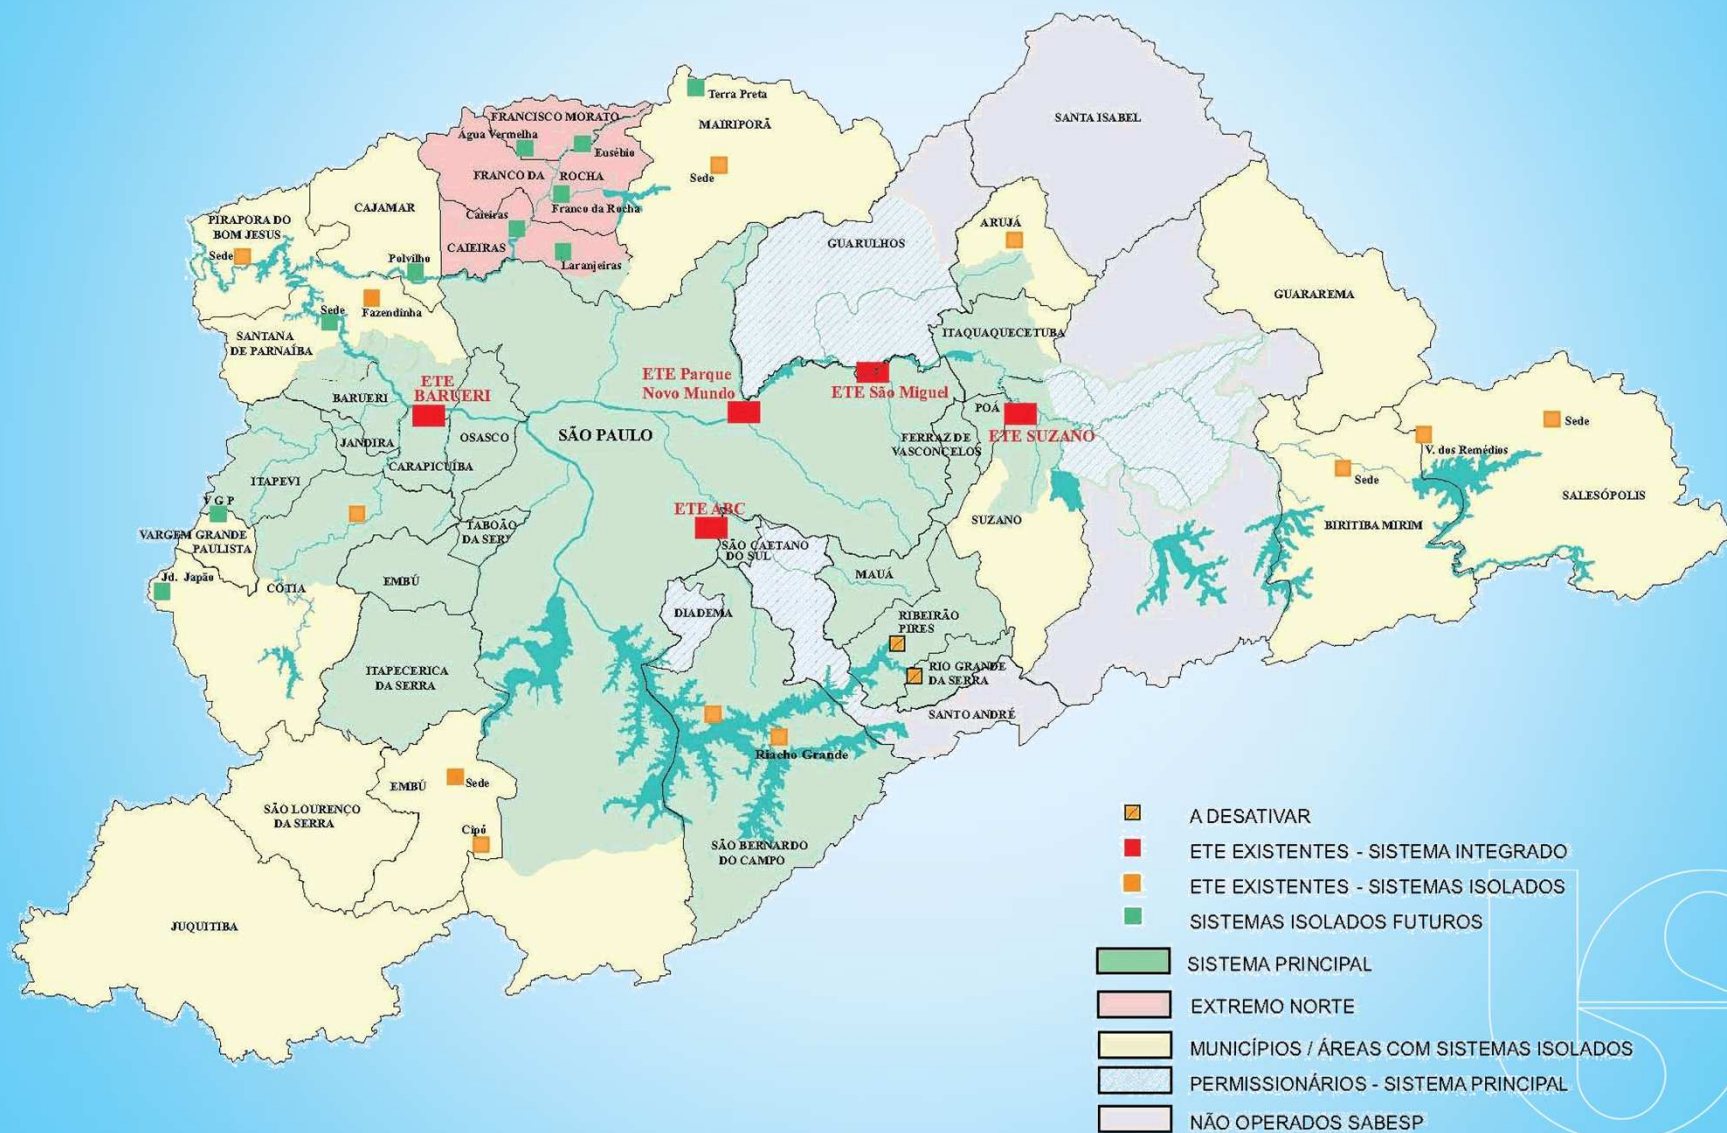 Terra Preta
MAIRIPORÃ
Sede
FRANCISCO MORATO
Água Vermelha
Eusébio
FRANCO DA ROCHA
Franco da Rocha
Caieiras
CAIEIRAS
Laranjeiras
SANTA ISABEL
CAJAMAR
Polvilho
PIRAPORA DO
BOM JESUS
Sede
GUARULHOS
ARUJÁ
GUARAREMA
Sede
Fazendinha
SANTANA
DE PARNAÍBA
ITAQUAQUECETUBA
ETE
BARUERI
BARUERI
ETE Parque
Novo Mundo
ETE São Miguel
POÁ
ETE SUZANO
JANDIRA
OSASCO
SÃO PAULO
FERRAZ DE
VASCONCELOS
CARAPICUÍBA
ITAPEVI
V. dos Remédios
Sede
Sede
SALESÓPOLIS
BIRITIBA MIRIM
V G P
VARGEM GRANDE
PAULISTA
ETE ABC
TABOÃO
DA SER
SUZANO
SÃO CAETANO
DO SUL
MAUÁ
Jd. Japão
COTIA
EMBÚ
DIADEMA
RIBEIRÃO
PIRES
ITAPECERICA
DA SERRA
RIO GRANDE
DA SERRA
SANTO ANDRÉ
Riacho Grande
EMBÚ
Sede
SÃO LOURENÇO
DA SERRA
Cipó
SÃO BERNARDO
DO CAMPO
JUQUITIBA
A DESATIVAR
ETE EXISTENTES - SISTEMA INTEGRADO
ETE EXISTENTES - SISTEMAS ISOLADOS
SISTEMAS ISOLADOS FUTUROS
SISTEMA PRINCIPAL
EXTREMO NORTE
MUNICÍPIOS / ÁREAS COM SISTEMAS ISOLADOS
PERMISSIONÁRIOS - SISTEMA PRINCIPAL
NÃO OPERADOS SABESP